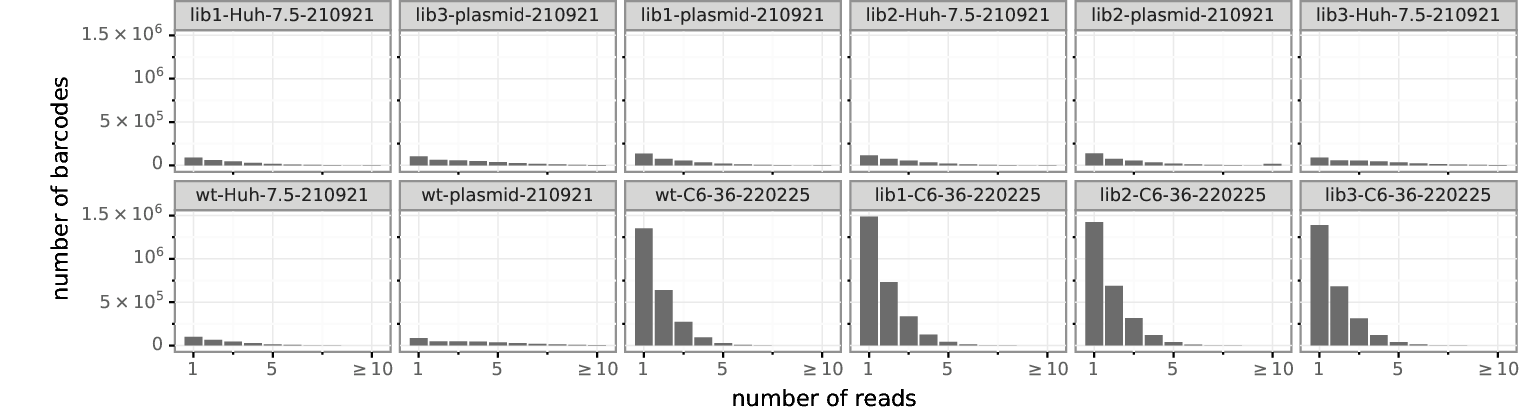 lib1-Huh-7.5-210921 lib3-plasmid-210921 lib1-plasmid-210921 lib2-Huh-7.5-210921 lib2-plasmid-210921 lib3-Huh-7.5-210921
1.5 × 10⁶
10⁶
5 × 10⁵
0
number of barcodes
wt-Huh-7.5-210921 wt-plasmid-210921 wt-C6-36-220225 lib1-C6-36-220225 lib2-C6-36-220225 lib3-C6-36-220225
1.5 × 10⁶
10⁶
5 × 10⁵
0
1 5 ≥ 10 1 5 ≥ 10 1 5 ≥ 10 1 5 ≥ 10 1 5 ≥ 10 1 5 ≥ 10
number of reads